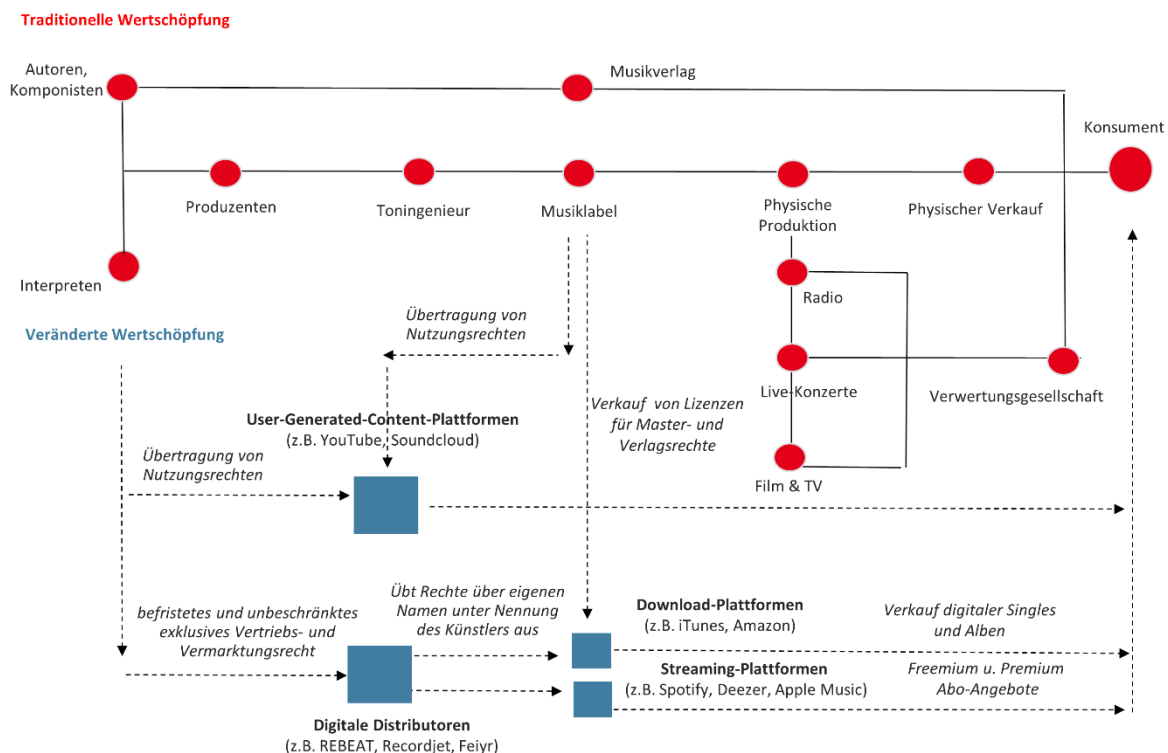 Traditionelle Wertschöpfung
Autoren,
Komponisten
Musikverlag
Konsument
Produzenten
Toningenieur
Musiklabel
Physische
Produktion
Physischer Verkauf
Interpreten
Radio
Veränderte Wertschöpfung
Übertragung von
Nutzungsrechten
Live-Konzerte
Verwertungsgesellschaft
User-Generated-Content-Plattformen
(z.B. YouTube, Soundcloud)
Verkauf von Lizenzen
für Master- und
Verlagsrechte
Übertragung von
Nutzungsrechten
Film & TV
befristetes und unbeschränktes
exklusives Vertriebs- und
Vermarktungsrecht
Übt Rechte über eigenen
Namen unter Nennung
des Künstlers aus
Download-Plattformen
(z.B. iTunes, Amazon)
Verkauf digitaler Singles
und Alben
Streaming-Plattformen
(z.B. Spotify, Deezer, Apple Music)
Freemium u. Premium
Abo-Angebote
Digitale Distributoren
(z.B. REBEAT, Recordjet, Feiyr)